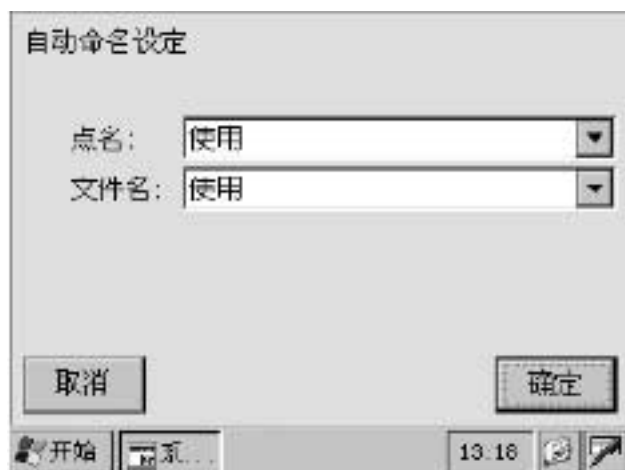 自动命名设定
点名: 使用
文件名: 使用
取消 确定
开始 系... 13:18